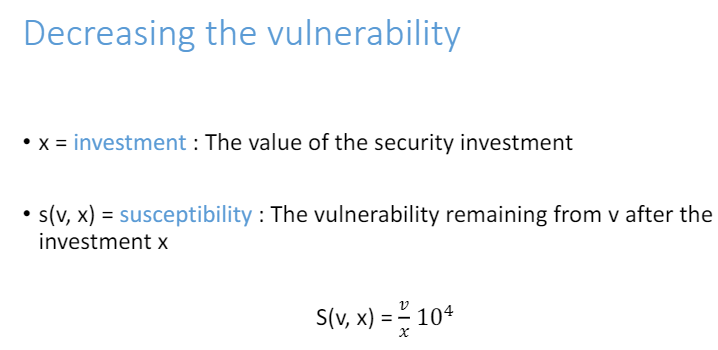 Decreasing the vulnerability
• x = investment : The value of the security investment
• s(v, x) = susceptibility : The vulnerability remaining from v after the
investment x
S(v, x) = \frac{v}{x} 10^4